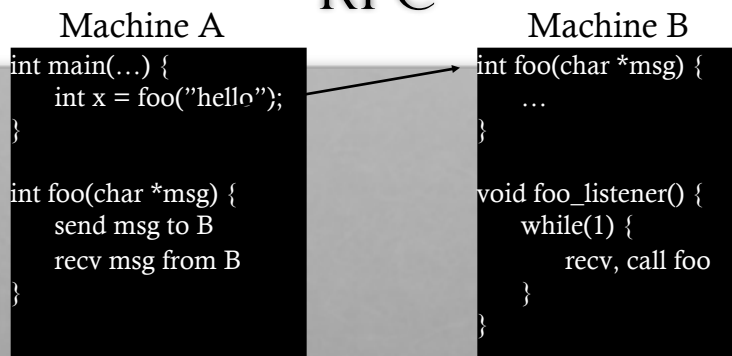 RPC
Machine A
int main(…) {
int x = foo(”hello”);
}
int foo(char *msg) {
send msg to B
recv msg from B
}
Machine B
int foo(char *msg) {
…
}
void foo_listener() {
while(1) {
recv, call foo
}
}